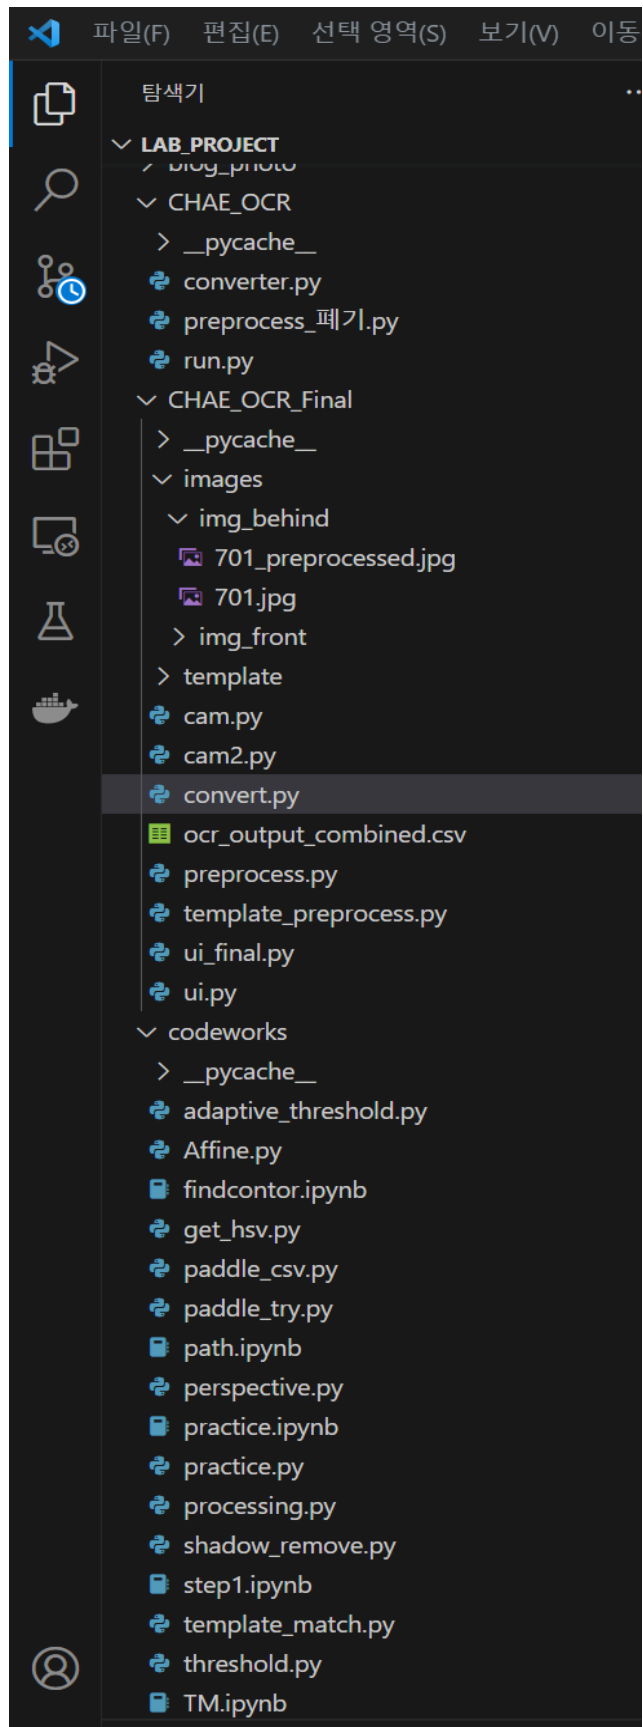 파일(F) 편집(E) 선택 영역(S) 보기(V) 이동
탐색기
LAB_PROJECT
blog_photo
CHAE_OCR
__pycache__
converter.py
preprocess_폐기.py
run.py
CHAE_OCR_Final
__pycache__
images
img_behind
701_preprocessed.jpg
701.jpg
img_front
template
cam.py
cam2.py
convert.py
ocr_output_combined.csv
preprocess.py
template_preprocess.py
ui_final.py
ui.py
codeworks
__pycache__
adaptive_threshold.py
Affine.py
findcontor.ipynb
get_hsv.py
paddle_csv.py
paddle_try.py
path.ipynb
perspective.py
practice.ipynb
practice.py
processing.py
shadow_remove.py
step1.ipynb
template_match.py
threshold.py
TM.ipynb